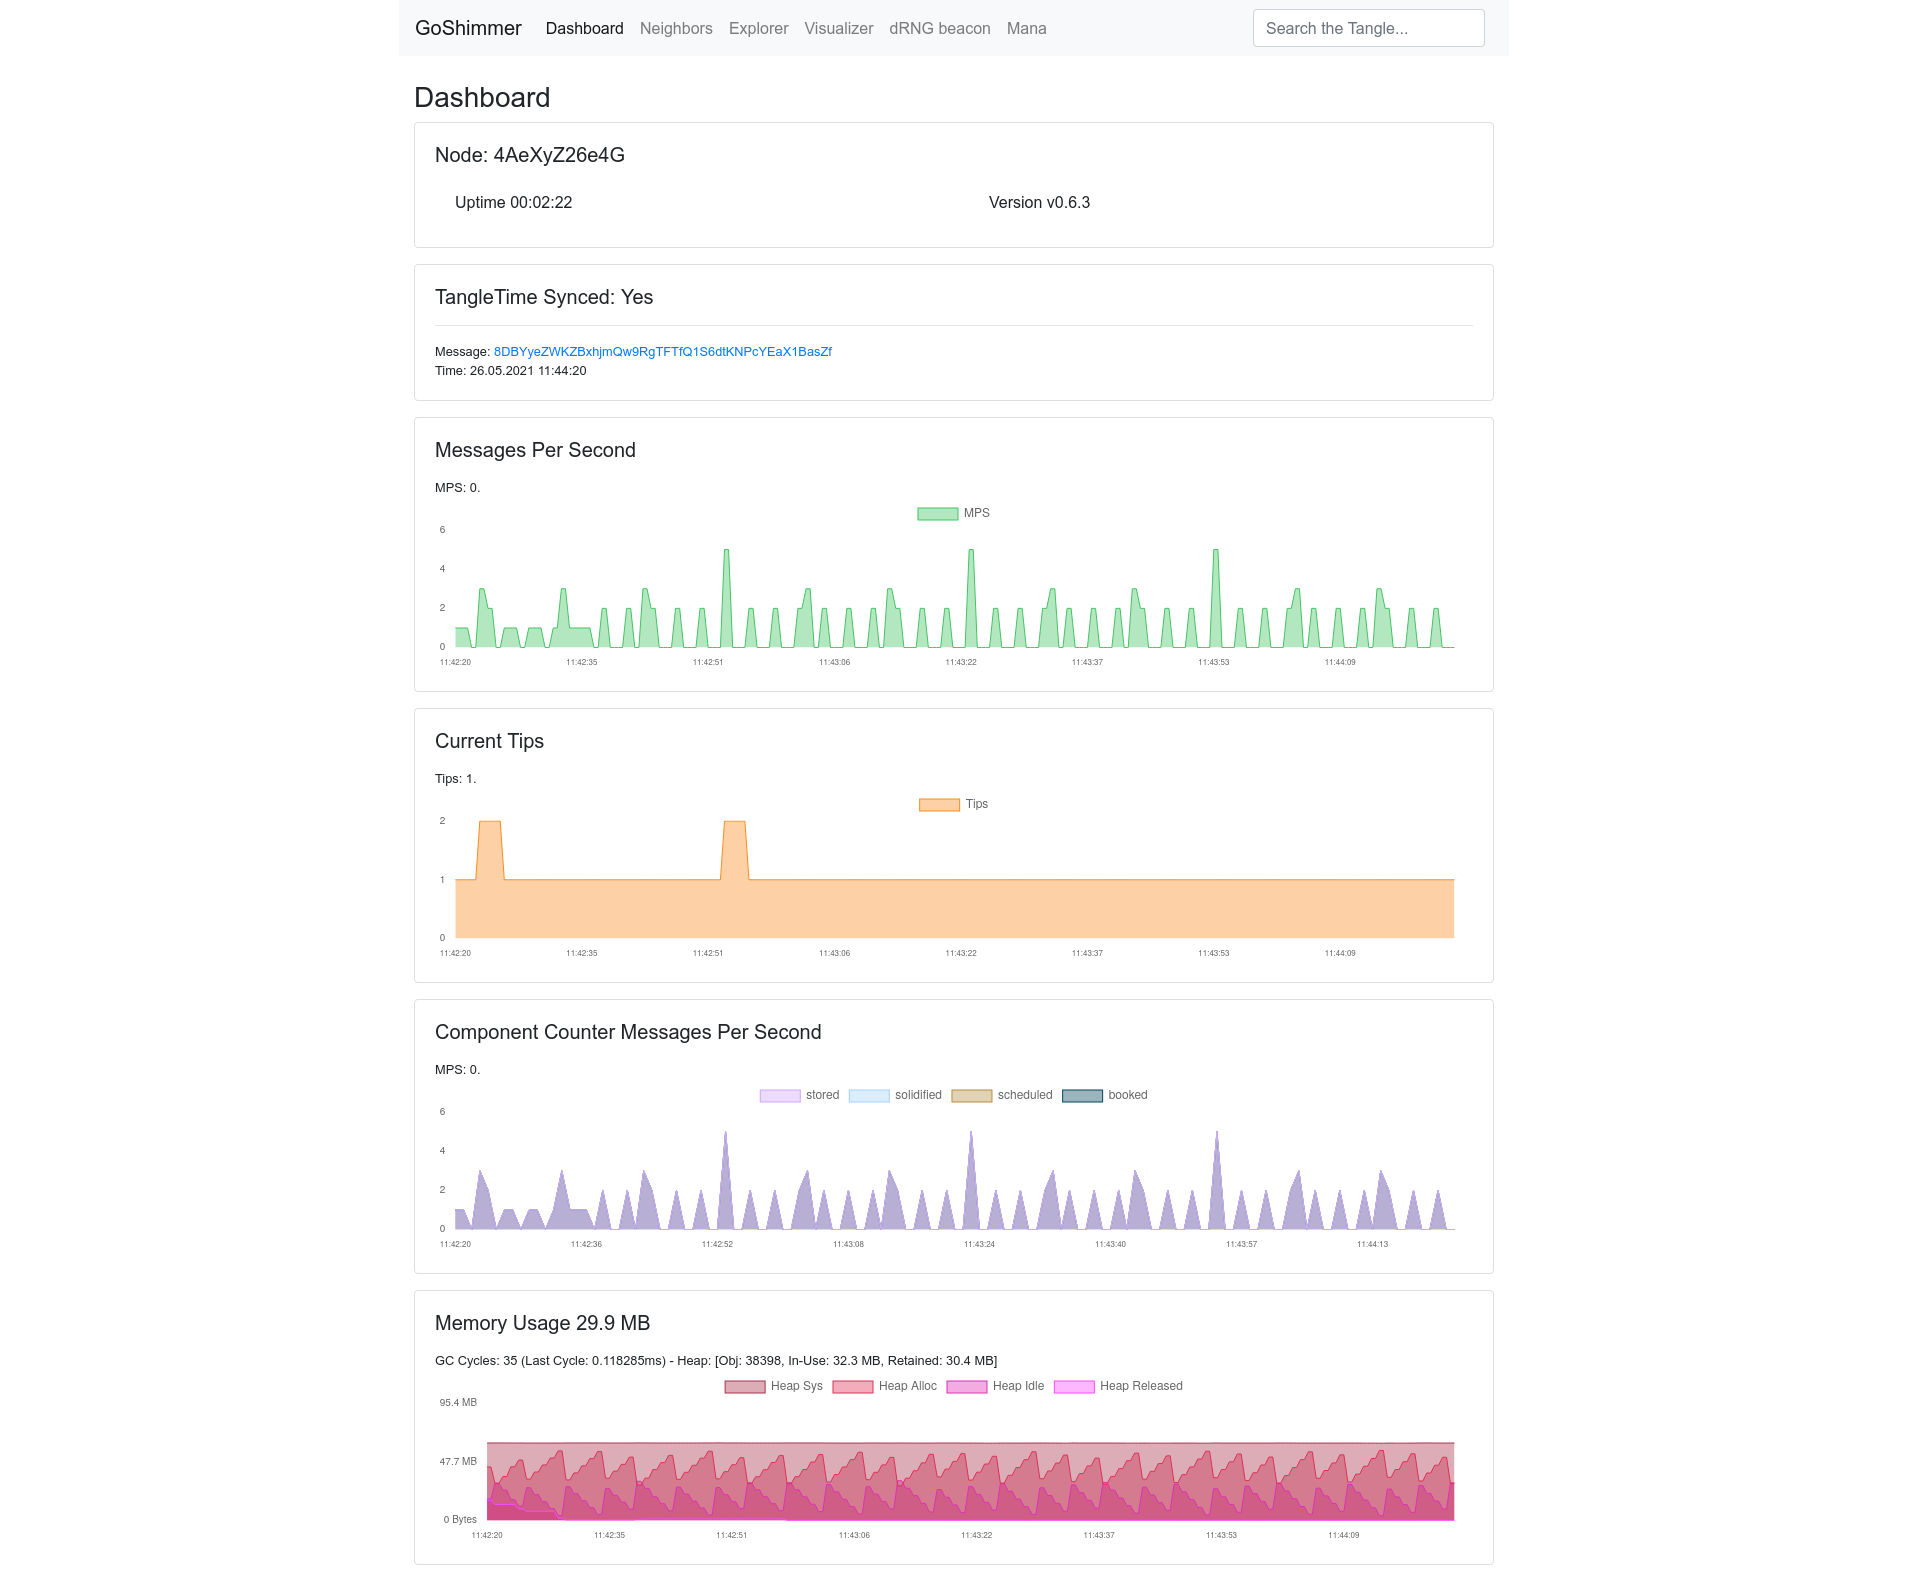 GoShimmer Dashboard Neighbors Explorer Visualizer dRNG beacon Mana Search the Tangle...
Dashboard
Node: 4AeXyZ26e4G
Uptime 00:02:22 Version v0.6.3
TangleTime Synced: Yes
Message: 8DBYyeZWKZBxhjmQw9RgTFTfQ1S6dtKNPcYEaX1BasZf
Time: 26.05.2021 11:44:20
Messages Per Second
MPS: 0.
MPS
6
4
2
0
11:42:20 11:42:35 11:42:51 11:43:06 11:43:22 11:43:37 11:43:53 11:44:09
Current Tips
Tips: 1.
Tips
2
1
0
11:42:20 11:42:35 11:42:51 11:43:06 11:43:22 11:43:37 11:43:53 11:44:09
Component Counter Messages Per Second
MPS: 0.
stored solidified scheduled booked
6
4
2
0
11:42:20 11:42:36 11:42:52 11:43:08 11:43:24 11:43:40 11:43:57 11:44:13
Memory Usage 29.9 MB
GC Cycles: 35 (Last Cycle: 0.118285ms) - Heap: [Obj: 38398, In-Use: 32.3 MB, Retained: 30.4 MB]
Heap Sys Heap Alloc Heap Idle Heap Released
95.4 MB
47.7 MB
0 Bytes
11:42:20 11:42:35 11:42:51 11:43:06 11:43:22 11:43:37 11:43:53 11:44:09